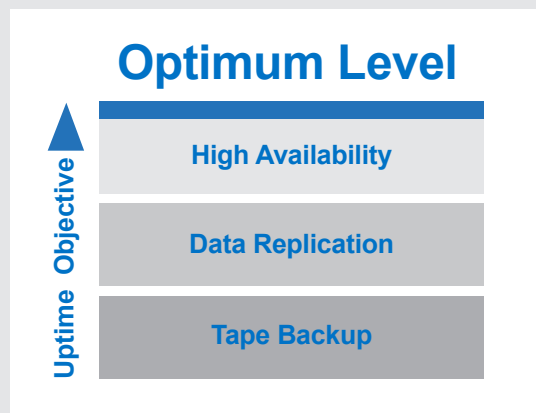 Optimum Level
High Availability
Data Replication
Tape Backup
Uptime Objective